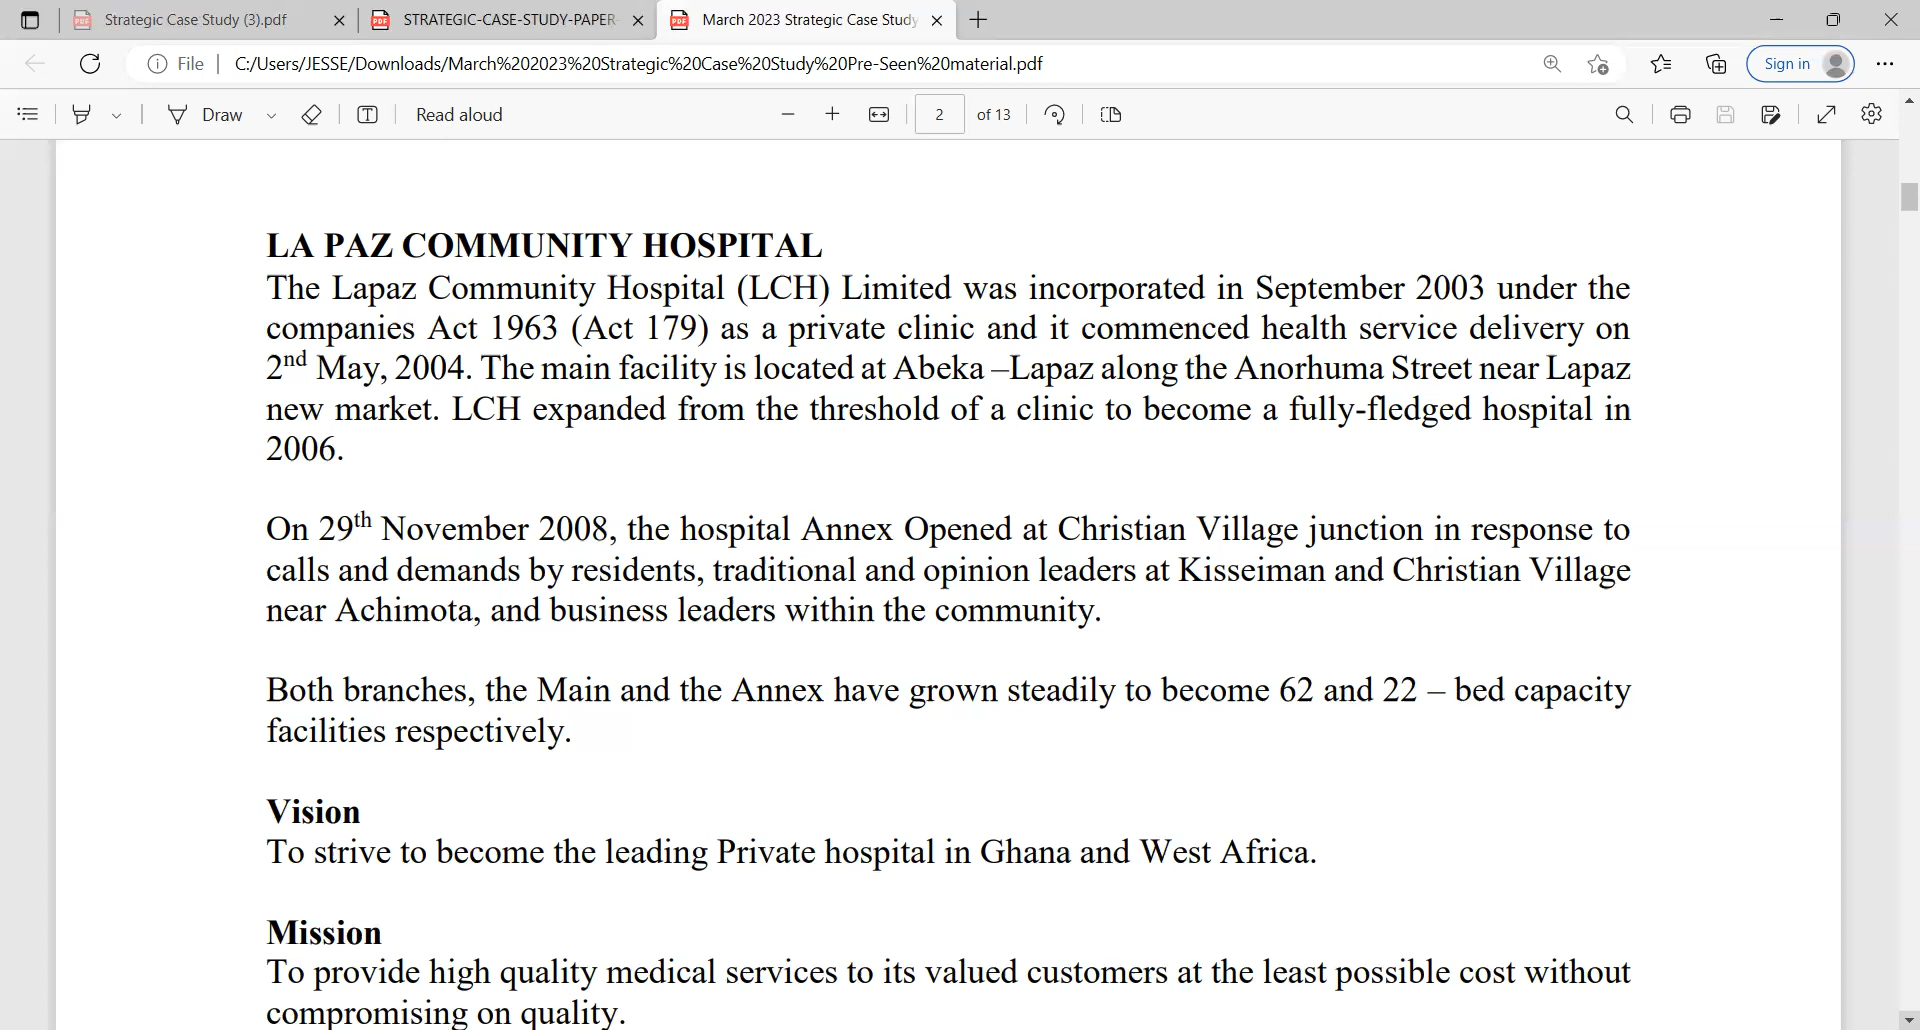 Strategic Case Study (3).pdf
STRATEGIC-CASE-STUDY-PAPER-
March 2023 Strategic Case Study
File
C:/Users/JESSE/Downloads/March%202023%20Strategic%20Case%20Study%20Pre-Seen%20material.pdf
Sign in
Draw
Read aloud
2 of 13
LA PAZ COMMUNITY HOSPITAL
The Lapaz Community Hospital (LCH) Limited was incorporated in September 2003 under the
companies Act 1963 (Act 179) as a private clinic and it commenced health service delivery on
2nd May, 2004. The main facility is located at Abeka –Lapaz along the Anorhuma Street near Lapaz
new market. LCH expanded from the threshold of a clinic to become a fully-fledged hospital in
2006.
On 29th November 2008, the hospital Annex Opened at Christian Village junction in response to
calls and demands by residents, traditional and opinion leaders at Kisseiman and Christian Village
near Achimota, and business leaders within the community.
Both branches, the Main and the Annex have grown steadily to become 62 and 22 – bed capacity
facilities respectively.
Vision
To strive to become the leading Private hospital in Ghana and West Africa.
Mission
To provide high quality medical services to its valued customers at the least possible cost without
compromising on quality.